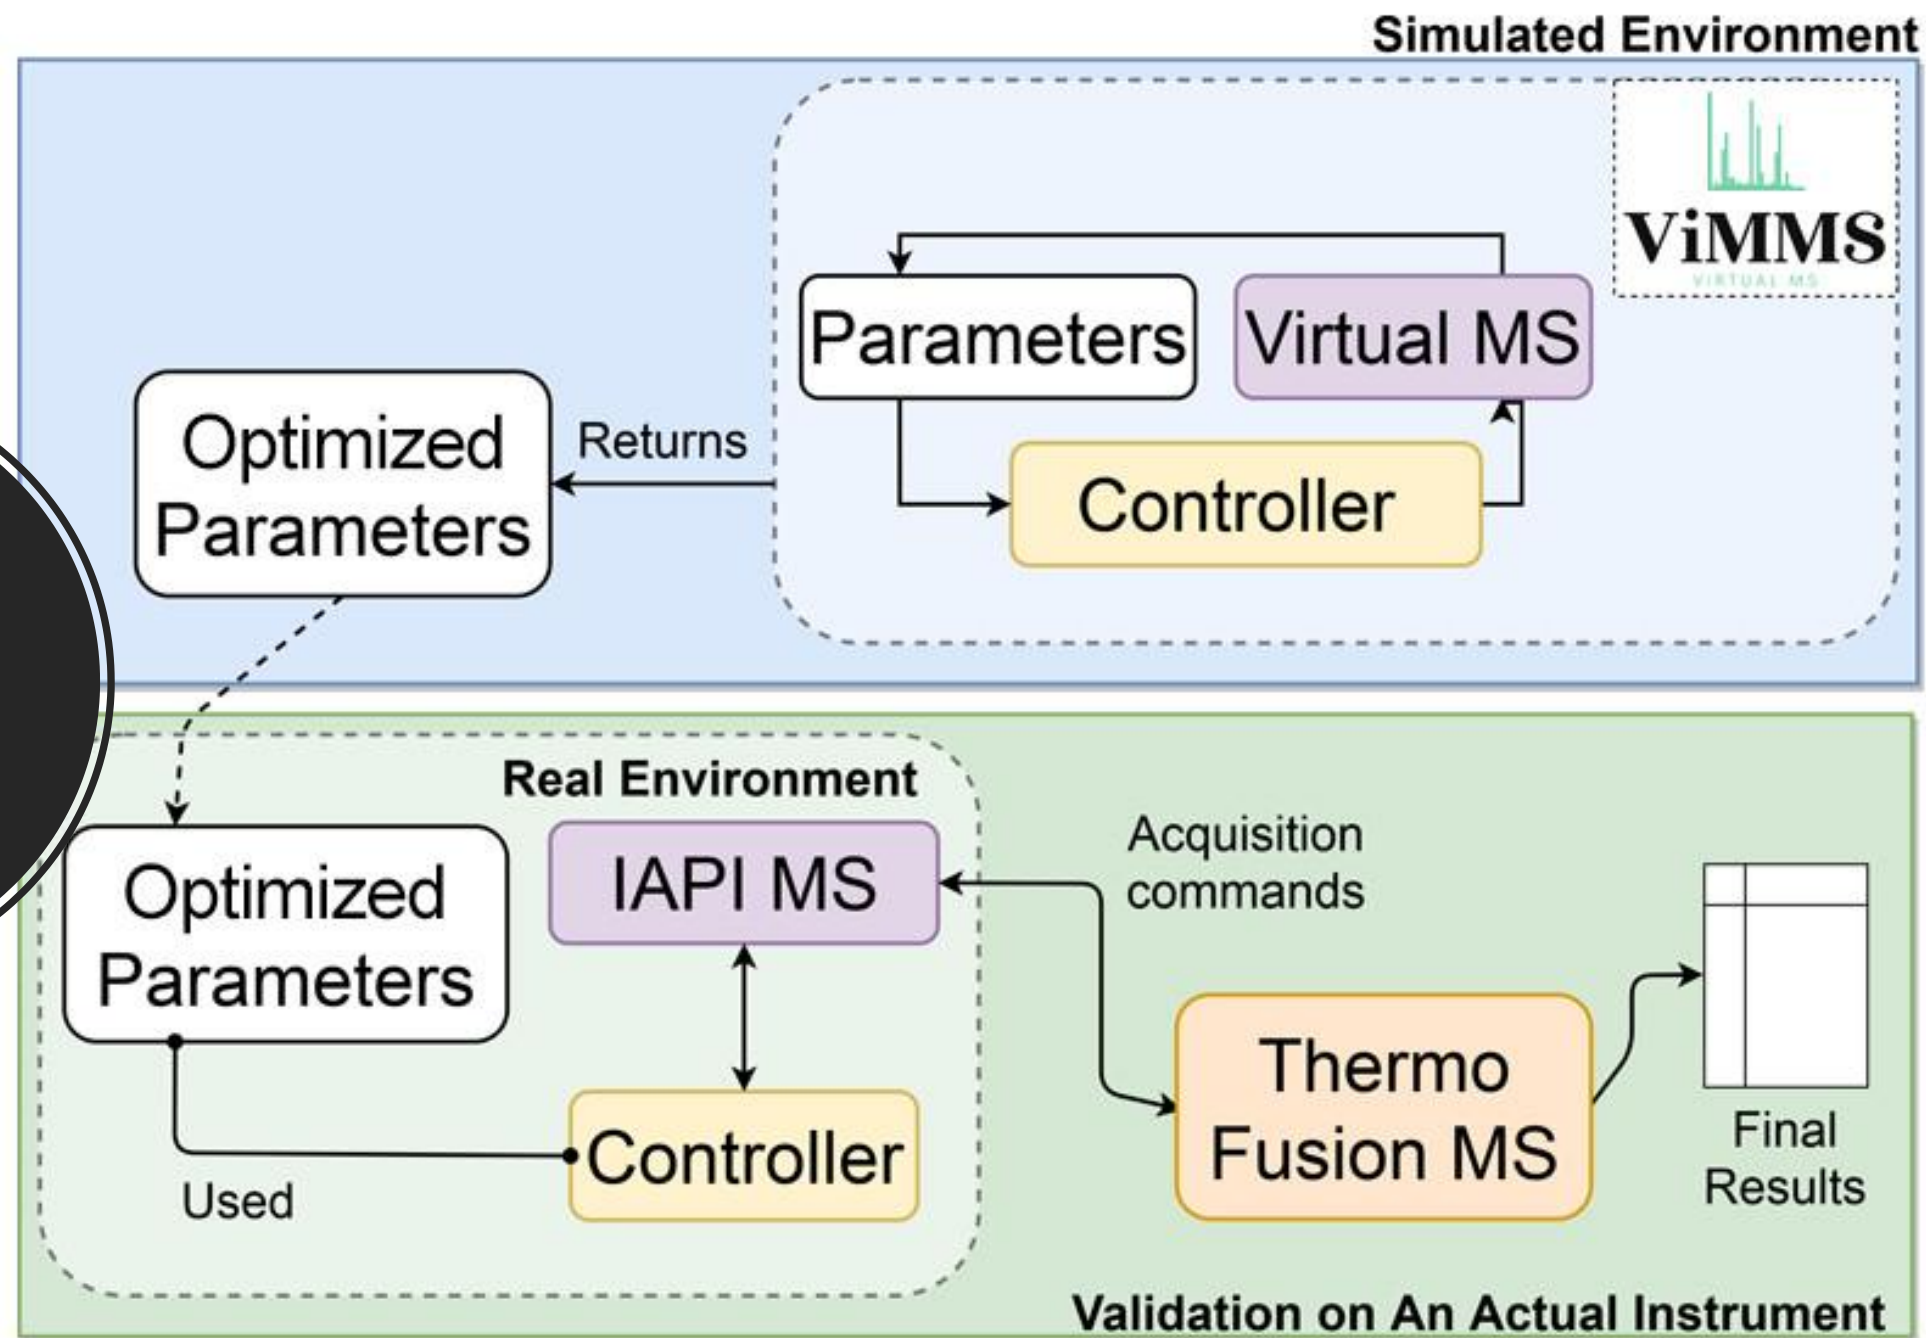 Simulated Environment
ViMMS
VIRTUAL MS
Parameters
Virtual MS
Controller
Returns
Optimized
Parameters
Real Environment
Optimized
Parameters
IAPI MS
Controller
Used
Acquisition
commands
Thermo
Fusion MS
Final
Results
Validation on An Actual Instrument